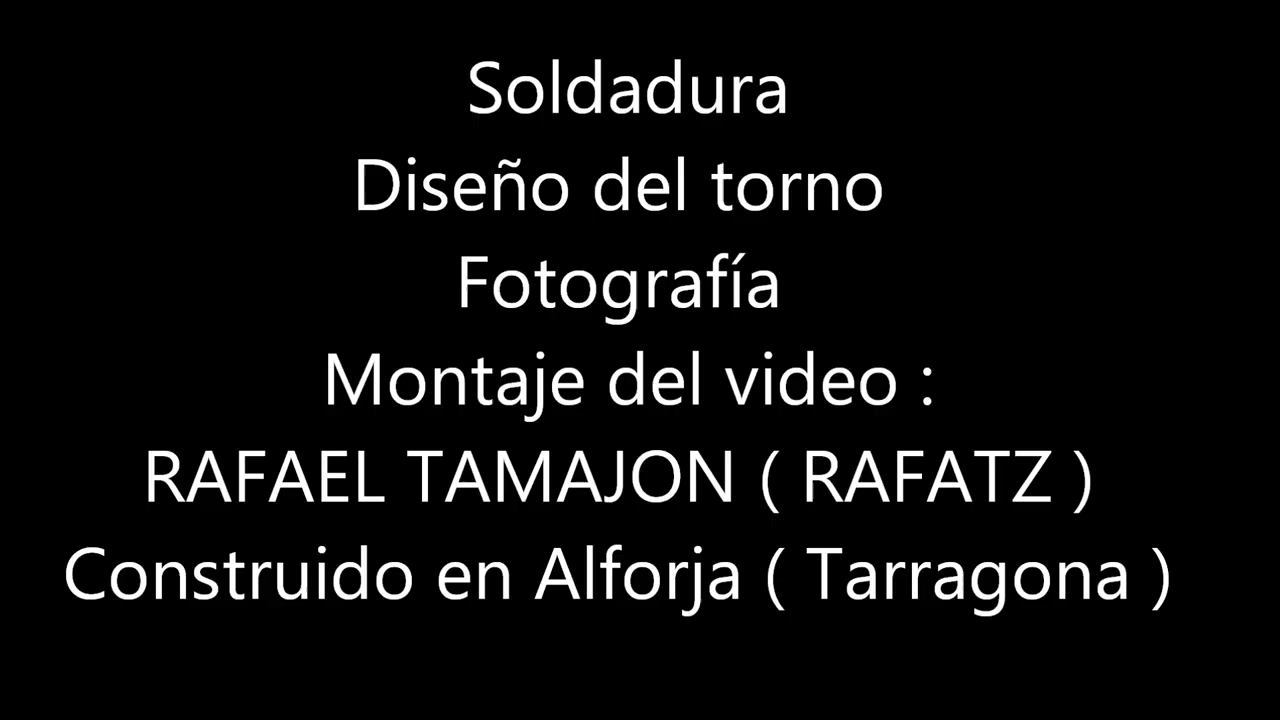 Soldadura
Diseño del torno
Fotografía
Montaje del video :
RAFAEL TAMAJON ( RAFATZ )
Construido en Alforja ( Tarragona )